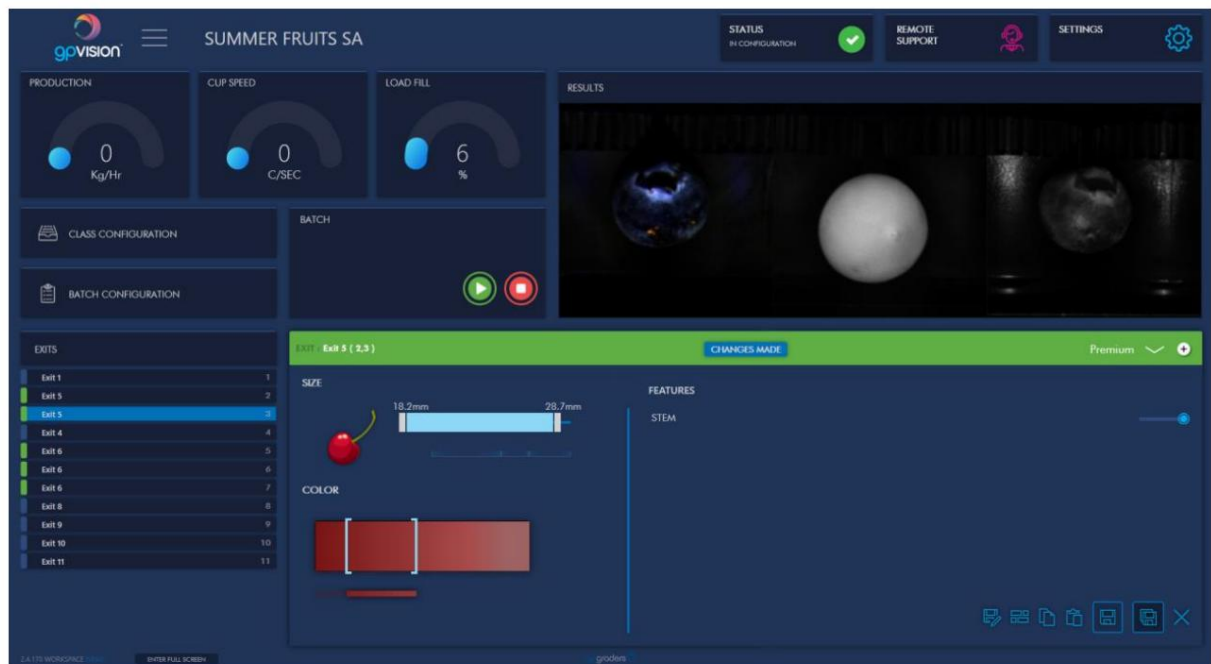 gpvision
SUMMER FRUITS SA
STATUS
IN CONFIGURATION
REMOTE
SUPPORT
SETTINGS
PRODUCTION
0
Kg/Hr
CUP SPEED
0
C/SEC
LOAD FILL
6
%
RESULTS
CLASS CONFIGURATION
BATCH CONFIGURATION
BATCH
EXITS
Exit 1 1
Exit 5 2
Exit 5 3
Exit 4 4
Exit 6 5
Exit 6 6
Exit 6 7
Exit 8 8
Exit 9 9
Exit 10 10
Exit 11 11
EXIT : Exit 5 ( 2,3 )
CHANGES MADE
Premium
SIZE
18.2mm 28.7mm
COLOR
FEATURES
STEM
2.4.170 WORKSPACE
ENTER FULL SCREEN
graders